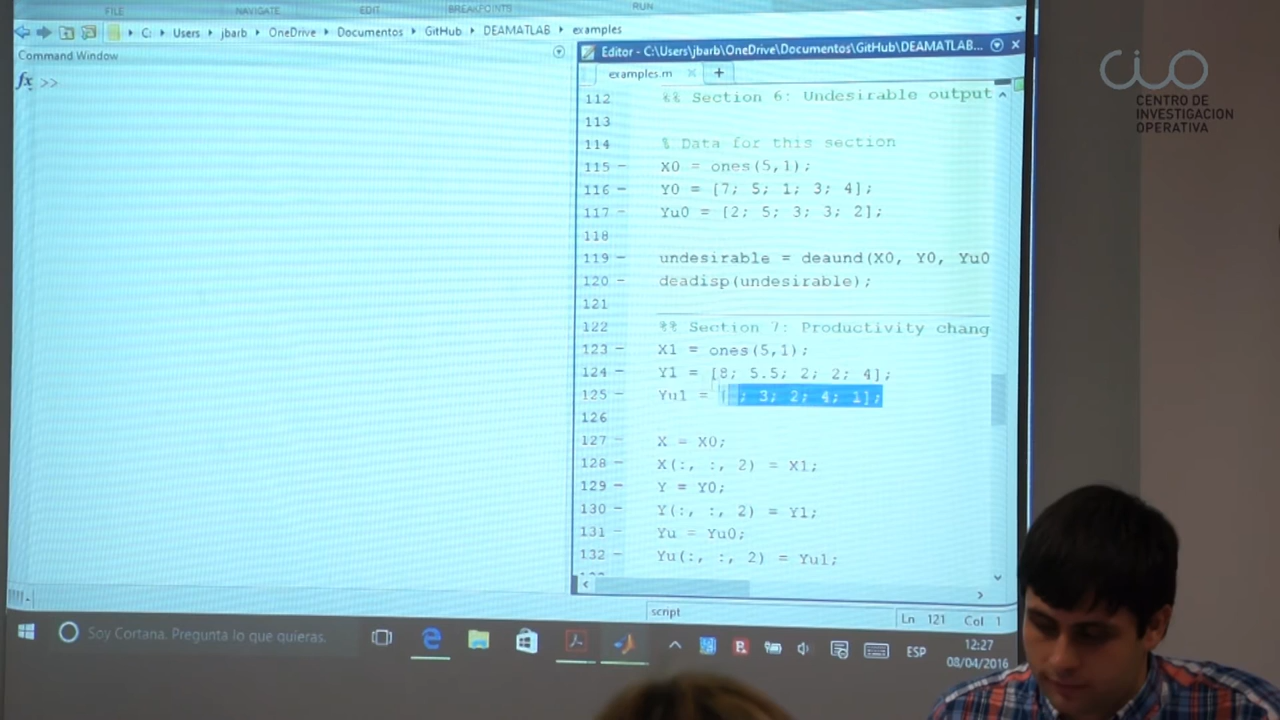 FILE NAVIGATE EDIT BREAKPOINTS RUN
C: Users jbarb OneDrive Documentos GitHub DEAMATLAB examples
Command Window
fx >>
Editor - C:\Users\jbarb\OneDrive\Documentos\GitHub\DEAMATLAB...
examples.m
112 %% Section 6: Undesirable output
113
114 % Data for this section
115 X0 = ones(5,1);
116 Y0 = [7; 5; 1; 3; 4];
117 Yu0 = [2; 5; 3; 3; 2];
118
119 undesirable = deaund(X0, Y0, Yu0
120 deadisp(undesirable);
121
122 %% Section 7: Productivity chang
123 X1 = ones(5,1);
124 Y1 = [8; 5.5; 2; 2; 4];
125 Yu1 = [ ; 3; 2; 4; 1];
126
127 X = X0;
128 X(:, :, 2) = X1;
129 Y = Y0;
130 Y(:, :, 2) = Y1;
131 Yu = Yu0;
132 Yu(:, :, 2) = Yu1;
script
Ln 121 Col 1
Soy Cortana. Pregunta lo que quieras.
ESP
12:27
08/04/2016
CIO
CENTRO DE
INVESTIGACION
OPERATIVA